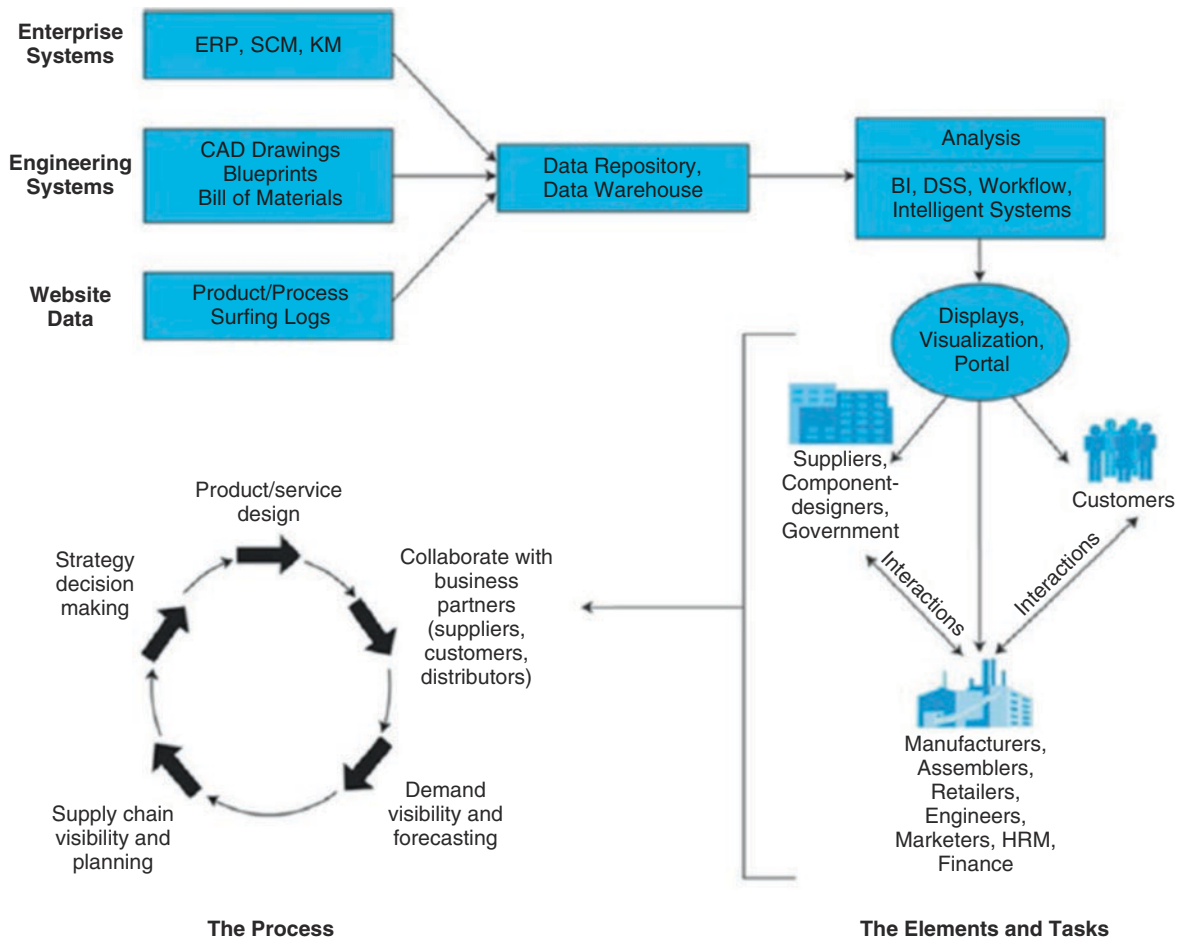 Enterprise
Systems
ERP, SCM, KM
Engineering
Systems
CAD Drawings
Blueprints
Bill of Materials
Website
Data
Product/Process
Surfing Logs
Data Repository,
Data Warehouse
Analysis
BI, DSS, Workflow,
Intelligent Systems
Displays,
Visualization,
Portal
Suppliers,
Component-
designers,
Government
Customers
Interactions
Interactions
Manufacturers,
Assemblers,
Retailers,
Engineers,
Marketers, HRM,
Finance
Product/service
design
Collaborate with
business
partners
(suppliers,
customers,
distributors)
Demand
visibility and
forecasting
Supply chain
visibility and
planning
Strategy
decision
making
The Process
The Elements and Tasks